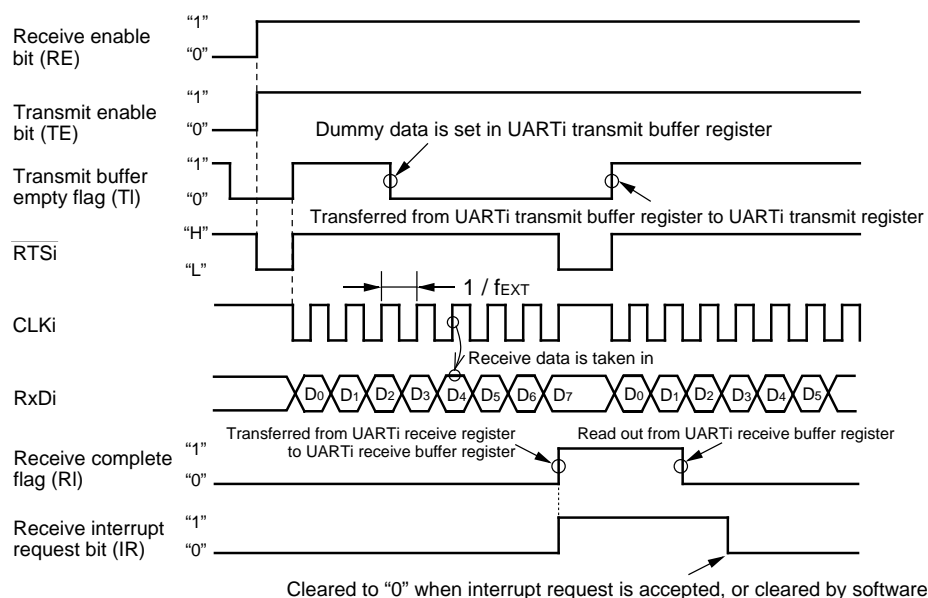 Receive enable
bit (RE)
“1”
“0”
Transmit enable
bit (TE)
“1”
“0”
Dummy data is set in UARTi transmit buffer register
Transmit buffer
empty flag (TI)
“1”
“0”
Transferred from UARTi transmit buffer register to UARTi transmit register
RTSi
“H”
“L”
1 / fEXT
CLKi
Receive data is taken in
RxDi
D0 D1 D2 D3 D4 D5 D6 D7 D0 D1 D2 D3 D4 D5
Transferred from UARTi receive register
to UARTi receive buffer register
Read out from UARTi receive buffer register
Receive complete
flag (RI)
“1”
“0”
Receive interrupt
request bit (IR)
“1”
“0”
Cleared to “0” when interrupt request is accepted, or cleared by software